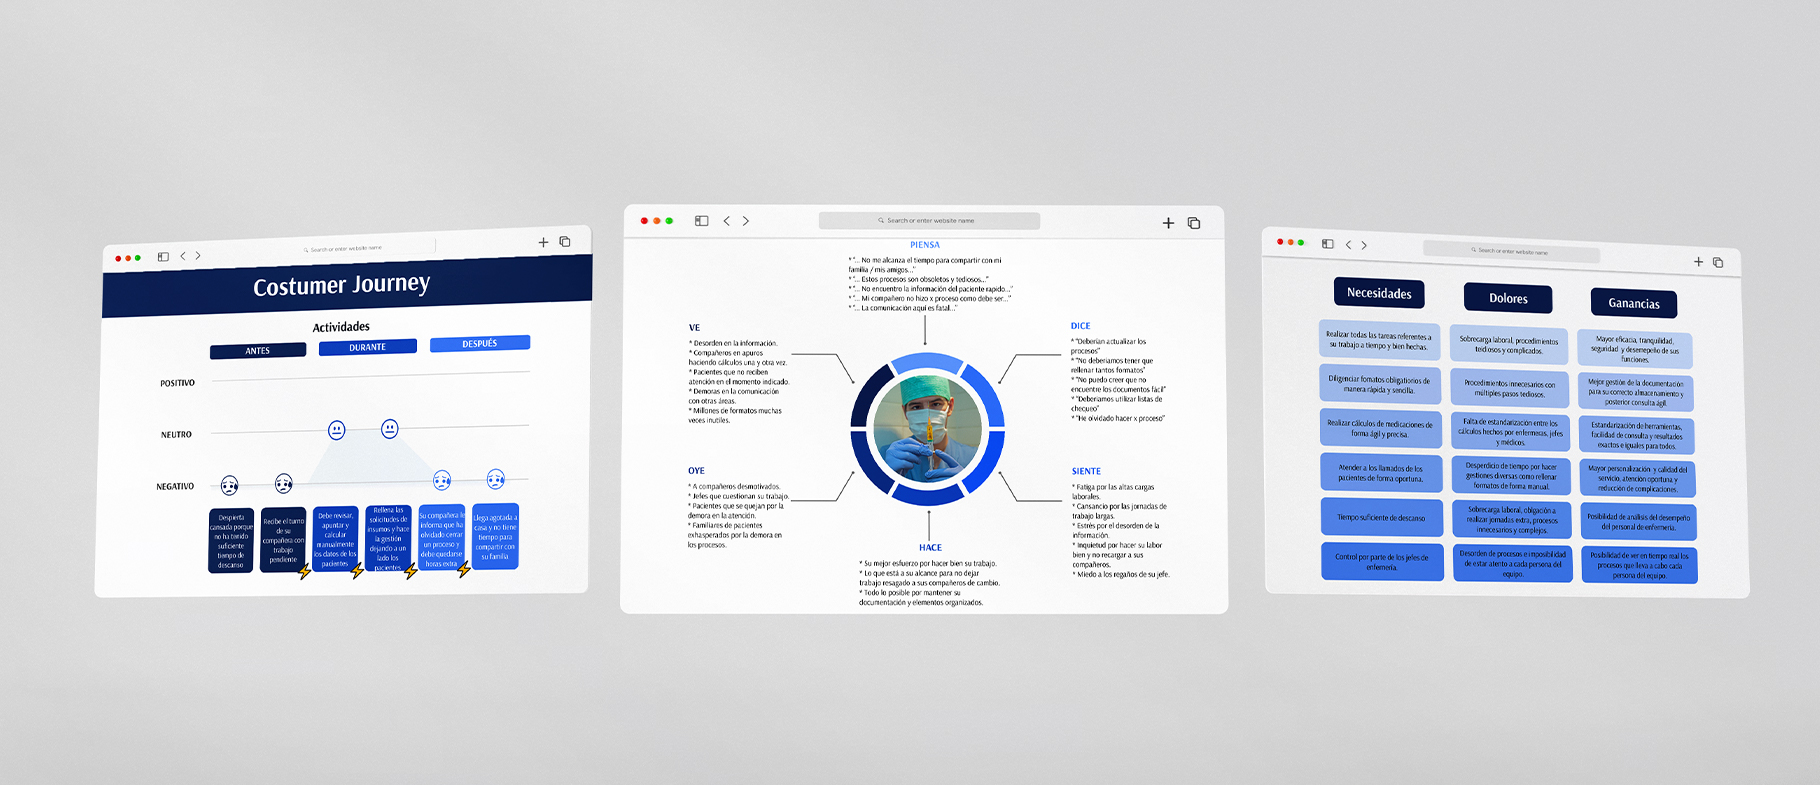 Search or enter website name
Costumer Journey
Actividades
ANTES
DURANTE
DESPUÉS
POSITIVO
NEUTRO
NEGATIVO
Despierta
cansada porque
no ha tenido
suficiente
tiempo de
descanso
Recibe el turno
de su
compañera con
trabajo
pendiente
Debe revisar,
apuntar y
calcular
manualmente
los datos de los
pacientes
Rellena las
solicitudes de
insumos y hace
la gestión
dejando a un
lado los
pacientes
Su compañera le
informa que ha
olvidado cerrar
un proceso y
debe quedarse
horas extra
Llega agotada a
casa y no tiene
tiempo para
compartir con
su familia
Search or enter website name
PIENSA
* "... No me alcanza el tiempo para compartir con mi
familia / mis amigos..."
* "... Estos procesos son obsoletos y tediosos..."
* "... No encuentro la información del paciente rapido..."
* "... Mi compañero no hizo x proceso como debe ser..."
* "... La comunicación aquí es fatal..."
VE
* Desorden en la información.
* Compañeros en apuros
haciendo cálculos una y otra vez.
* Pacientes que no reciben
atención en el momento indicado.
* Demoras en la comunicación
con otras áreas.
* Millones de formatos muchas
veces inutiles.
DICE
* "Deberían actualizar los
procesos"
* "No deberiamos tener que
rellenar tantos formatos"
* "No puedo creer que no
encuentre los documentos fácil"
* "Deberiamos utilizar listas de
chequeo"
* "He olvidado hacer x proceso"
OYE
* A compañeros desmotivados.
* Jefes que cuestionan su trabajo.
* Pacientes que se quejan por la
demora en la atención.
* Familiares de pacientes
exhasperados por la demora en
los procesos.
SIENTE
* Fatiga por las altas cargas
laborales.
* Cansancio por las jornadas de
trabajo largas.
* Estrés por el desorden de la
información.
* Inquietud por hacer su labor
bien y no recargar a sus
compañeros.
* Miedo a los regaños de su jefe.
HACE
* Su mejor esfuerzo por hacer bien su trabajo.
* Lo que está a su alcance para no dejar
trabajo resagado a sus compañeros de cambio.
* Todo lo posible por mantener su
documentación y elementos organizados.
Search or enter website name
Necesidades
Dolores
Ganancias
Realizar todas las tareas referentes a
su trabajo a tiempo y bien hechas.
Sobrecarga laboral, procedimientos
teidiosos y complicados.
Mayor eficacia, tranquilidad,
seguridad y desempeño de sus
funciones.
Diligenciar fomatos obligatorios de
manera rápida y sencilla.
Procedimientos innecesarios con
múltiples pasos tediosos.
Mejor gestión de la documentación
para su correcto almacenamiento y
posterior consulta ágil.
Realizar cálculos de medicaciones de
forma ágil y precisa.
Falta de estandarización entre los
cálculos hechos por enfermeras, jefes
y médicos.
Estandarización de herramientas,
facilidad de consulta y resultados
exactos e iguales para todos.
Atender a los llamados de los
pacientes de forma oportuna.
Desperdicio de tiempo por hacer
gestiones diversas como rellenar
formatos de forma manual.
Mayor personalización y calidad del
servicio, atención oportuna y
reducción de complicaciones.
Tiempo suficiente de descanso
Sobrecarga laboral, obligación a
realizar jornadas extra, procesos
innecesarios y complejos.
Posibilidad de análisis del desempeño
del personal de enfermería.
Control por parte de los jefes de
enfermería.
Desorden de procesos e imposibilidad
de estar atento a cada persona del
equipo.
Posibilidad de ver en tiempo real los
procesos que lleva a cabo cada
persona del equipo.